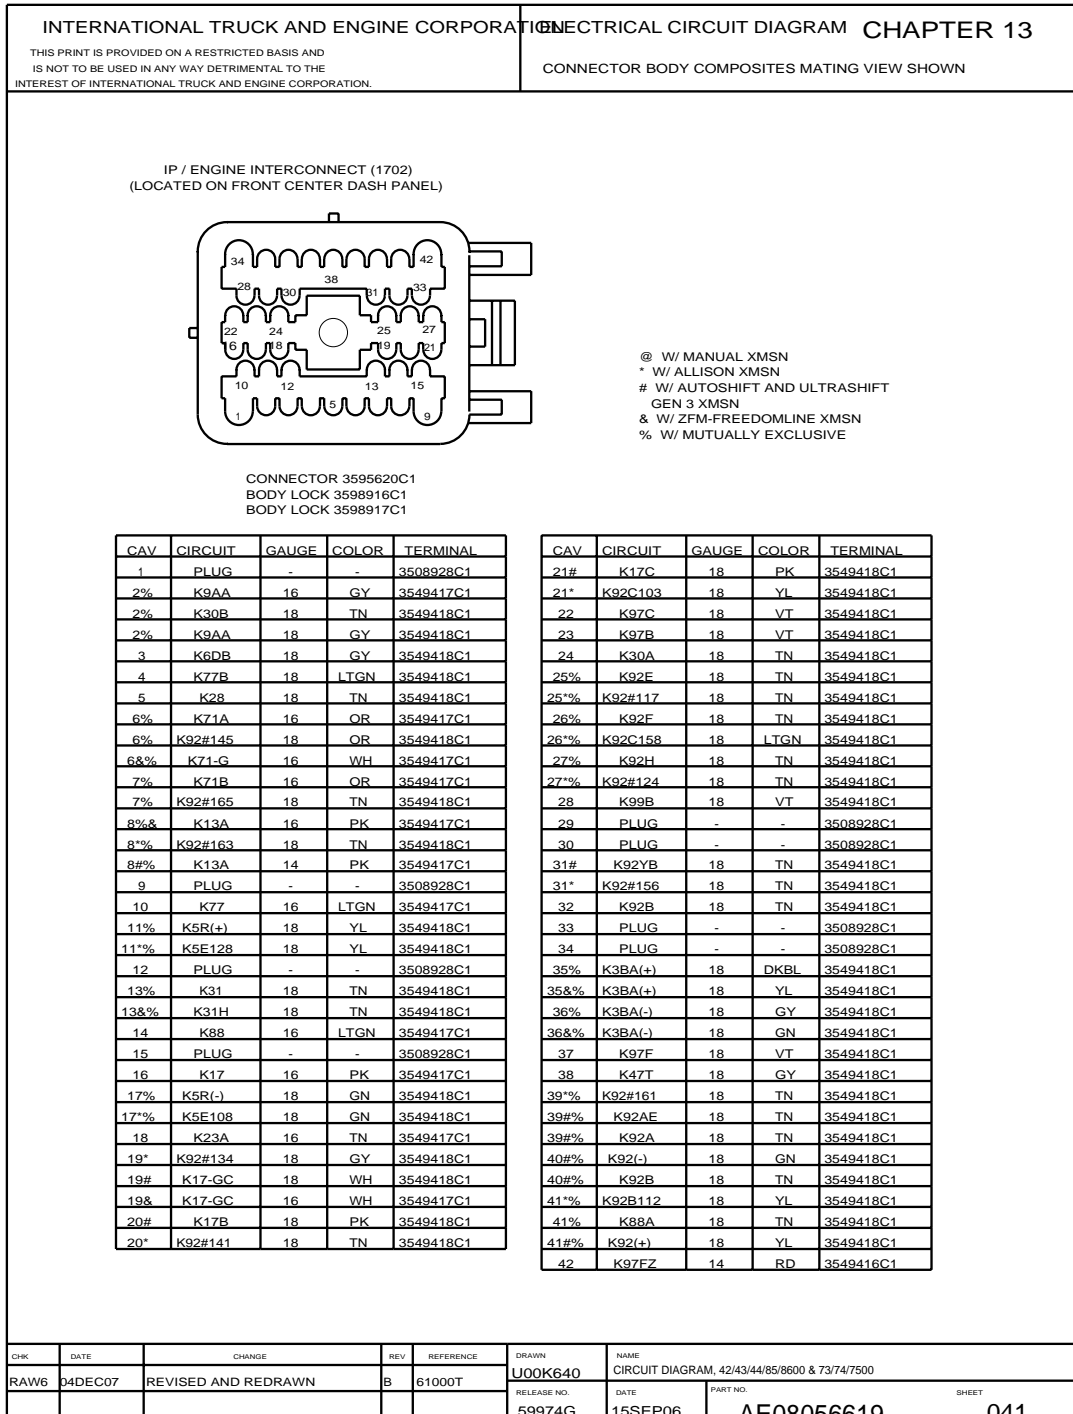 INTERNATIONAL TRUCK AND ENGINE CORPORATION
THIS PRINT IS PROVIDED ON A RESTRICTED BASIS AND
IS NOT TO BE USED IN ANY WAY DETRIMENTAL TO THE
INTEREST OF INTERNATIONAL TRUCK AND ENGINE CORPORATION.
ELECTRICAL CIRCUIT DIAGRAM CHAPTER 13
CONNECTOR BODY COMPOSITES MATING VIEW SHOWN
IP / ENGINE INTERCONNECT (1702)
(LOCATED ON FRONT CENTER DASH PANEL)
34 42
38
28 30 31 33
22 24 25 27
16 18 19 21
10 12 13 15
5
1 9
@ W/ MANUAL XMSN
* W/ ALLISON XMSN
# W/ AUTOSHIFT AND ULTRASHIFT
GEN 3 XMSN
& W/ ZFM-FREEDOMLINE XMSN
% W/ MUTUALLY EXCLUSIVE
CONNECTOR 3595620C1
BODY LOCK 3598916C1
BODY LOCK 3598917C1
CAV CIRCUIT GAUGE COLOR TERMINAL
1 PLUG - - 3508928C1
2% K9AA 16 GY 3549417C1
2% K30B 18 TN 3549418C1
2% K9AA 18 GY 3549418C1
3 K6DB 18 GY 3549418C1
4 K77B 18 LTGN 3549418C1
5 K28 18 TN 3549418C1
6% K71A 16 OR 3549417C1
6% K92#145 18 OR 3549418C1
6&% K71-G 16 WH 3549417C1
7% K71B 16 OR 3549417C1
7% K92#165 18 TN 3549418C1
8%& K13A 16 PK 3549417C1
8*% K92#163 18 TN 3549418C1
8#% K13A 14 PK 3549417C1
9 PLUG - - 3508928C1
10 K77 16 LTGN 3549417C1
11% K5R(+) 18 YL 3549418C1
11*% K5E128 18 YL 3549418C1
12 PLUG - - 3508928C1
13% K31 18 TN 3549418C1
13&% K31H 18 TN 3549418C1
14 K88 16 LTGN 3549417C1
15 PLUG - - 3508928C1
16 K17 16 PK 3549417C1
17% K5R(-) 18 GN 3549418C1
17*% K5E108 18 GN 3549418C1
18 K23A 16 TN 3549417C1
19* K92#134 18 GY 3549418C1
19# K17-GC 18 WH 3549418C1
19& K17-GC 16 WH 3549417C1
20# K17B 18 PK 3549418C1
20* K92#141 18 TN 3549418C1
CAV CIRCUIT GAUGE COLOR TERMINAL
21# K17C 18 PK 3549418C1
21* K92C103 18 YL 3549418C1
22 K97C 18 VT 3549418C1
23 K97B 18 VT 3549418C1
24 K30A 18 TN 3549418C1
25% K92E 18 TN 3549418C1
25*% K92#117 18 TN 3549418C1
26% K92F 18 TN 3549418C1
26*% K92C158 18 LTGN 3549418C1
27% K92H 18 TN 3549418C1
27*% K92#124 18 TN 3549418C1
28 K99B 18 VT 3549418C1
29 PLUG - - 3508928C1
30 PLUG - - 3508928C1
31# K92YB 18 TN 3549418C1
31* K92#156 18 TN 3549418C1
32 K92B 18 TN 3549418C1
33 PLUG - - 3508928C1
34 PLUG - - 3508928C1
35% K3BA(+) 18 DKBL 3549418C1
35&% K3BA(+) 18 YL 3549418C1
36% K3BA(-) 18 GY 3549418C1
36&% K3BA(-) 18 GN 3549418C1
37 K97F 18 VT 3549418C1
38 K47T 18 GY 3549418C1
39*% K92#161 18 TN 3549418C1
39#% K92AE 18 TN 3549418C1
39#% K92A 18 TN 3549418C1
40#% K92(-) 18 GN 3549418C1
40#% K92B 18 TN 3549418C1
41*% K92B112 18 YL 3549418C1
41% K88A 18 TN 3549418C1
41#% K92(+) 18 YL 3549418C1
42 K97FZ 14 RD 3549416C1
CHK DATE CHANGE REV REFERENCE
RAW6 04DEC07 REVISED AND REDRAWN B 61000T
DRAWN
U00K640
NAME
CIRCUIT DIAGRAM, 42/43/44/85/8600 & 73/74/7500
RELEASE NO. DATE PART NO. SHEET
59974G 15SEP06 AE08056619 041